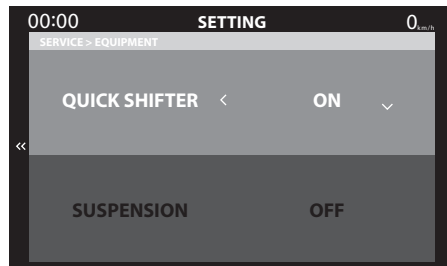 00:00 SETTING 0km/h
SERVICE > EQUIPMENT
QUICK SHIFTER < ON
SUSPENSION OFF